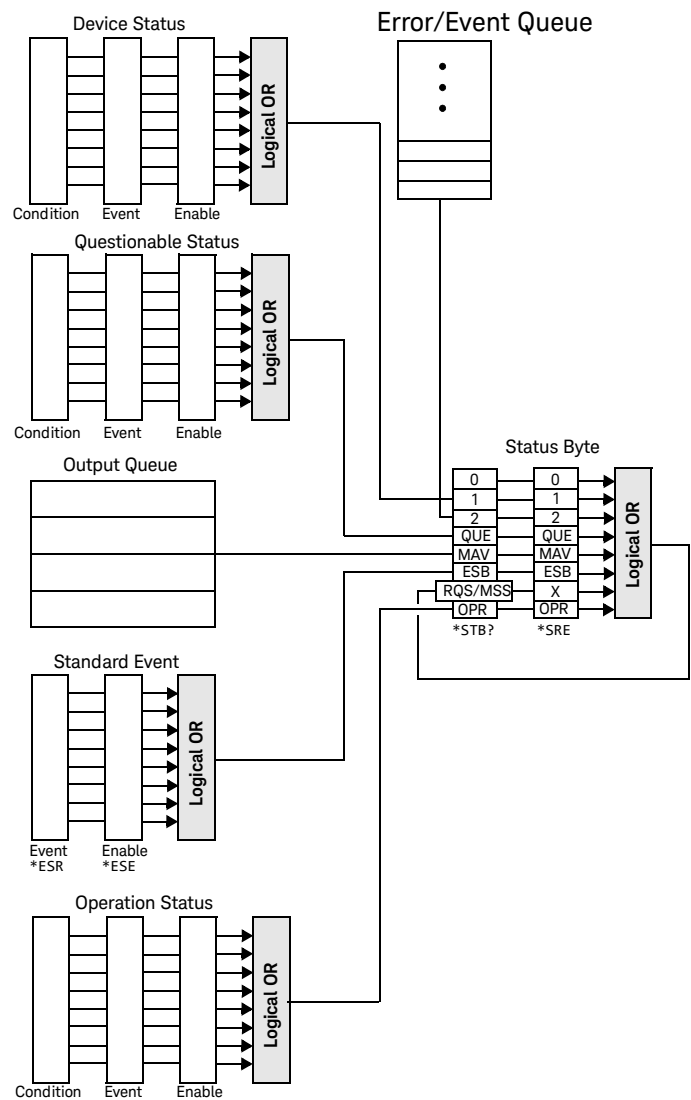 Device Status
Logical OR
Condition Event Enable
Error/Event Queue
Questionable Status
Logical OR
Condition Event Enable
Output Queue
Status Byte
0 0
1 1
2 2
QUE QUE
MAV MAV
ESB ESB
RQS/MSS X
OPR OPR
*STB? *SRE
Logical OR
Standard Event
Logical OR
Event Enable
*ESR *ESE
Operation Status
Logical OR
Condition Event Enable